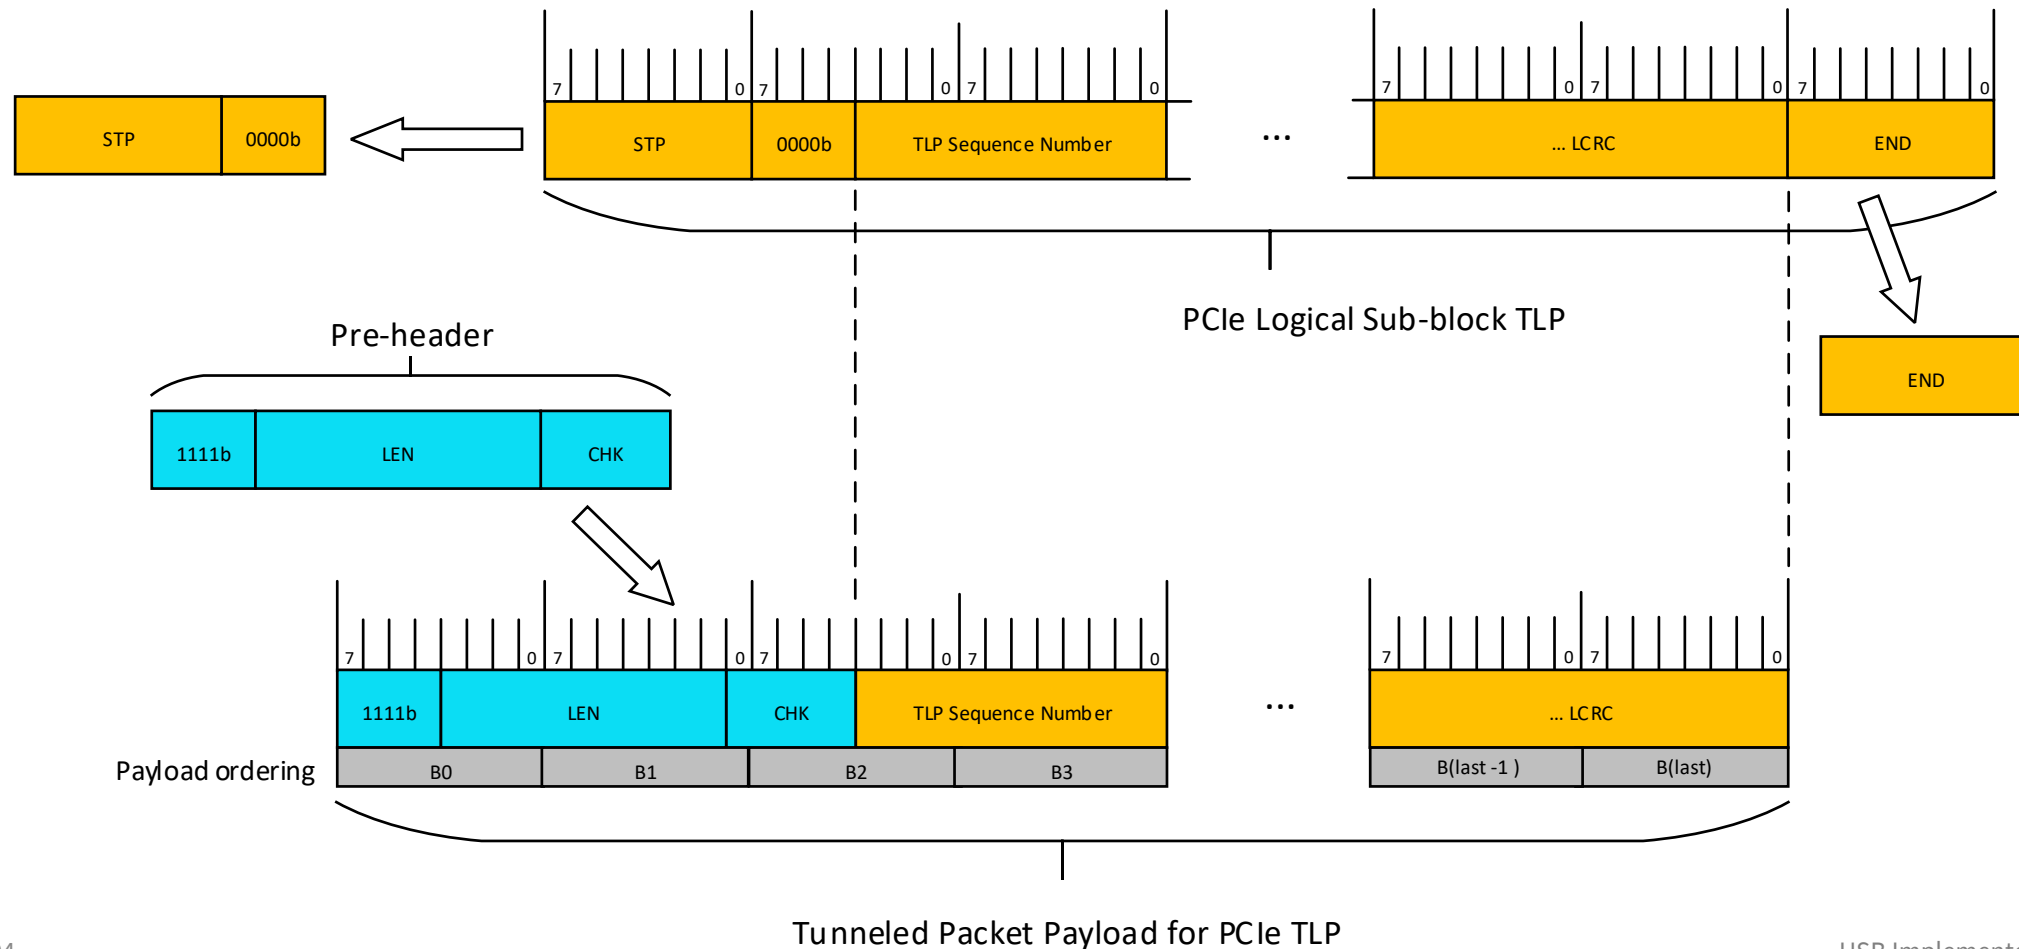 7 0 7 0 7 0 7 0 7 0 7 0
STP 0000b STP 0000b TLP Sequence Number ... ... LCRC END
PCIe Logical Sub-block TLP
Pre-header
END
1111b LEN CHK
7 0 7 0 7 0 7 0 7 0 7 0
1111b LEN CHK TLP Sequence Number ... ... LCRC
Payload ordering B0 B1 B2 B3 B(last -1 ) B(last)
Tunneled Packet Payload for PCIe TLP